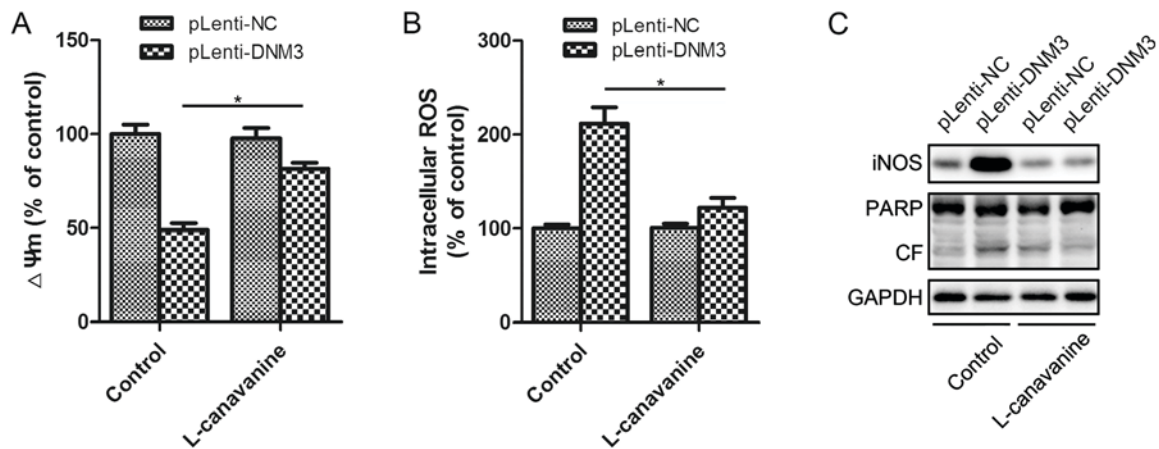 A
pLenti-NC
pLenti-DNM3
150
100
50
0
△ Ψm (% of control)
*
Control
L-canavanine
B
pLenti-NC
pLenti-DNM3
300
200
100
0
Intracellular ROS
(% of control)
*
Control
L-canavanine
C
pLenti-NC
pLenti-DNM3
pLenti-NC
pLenti-DNM3
iNOS
PARP
CF
GAPDH
Control
L-canavanine